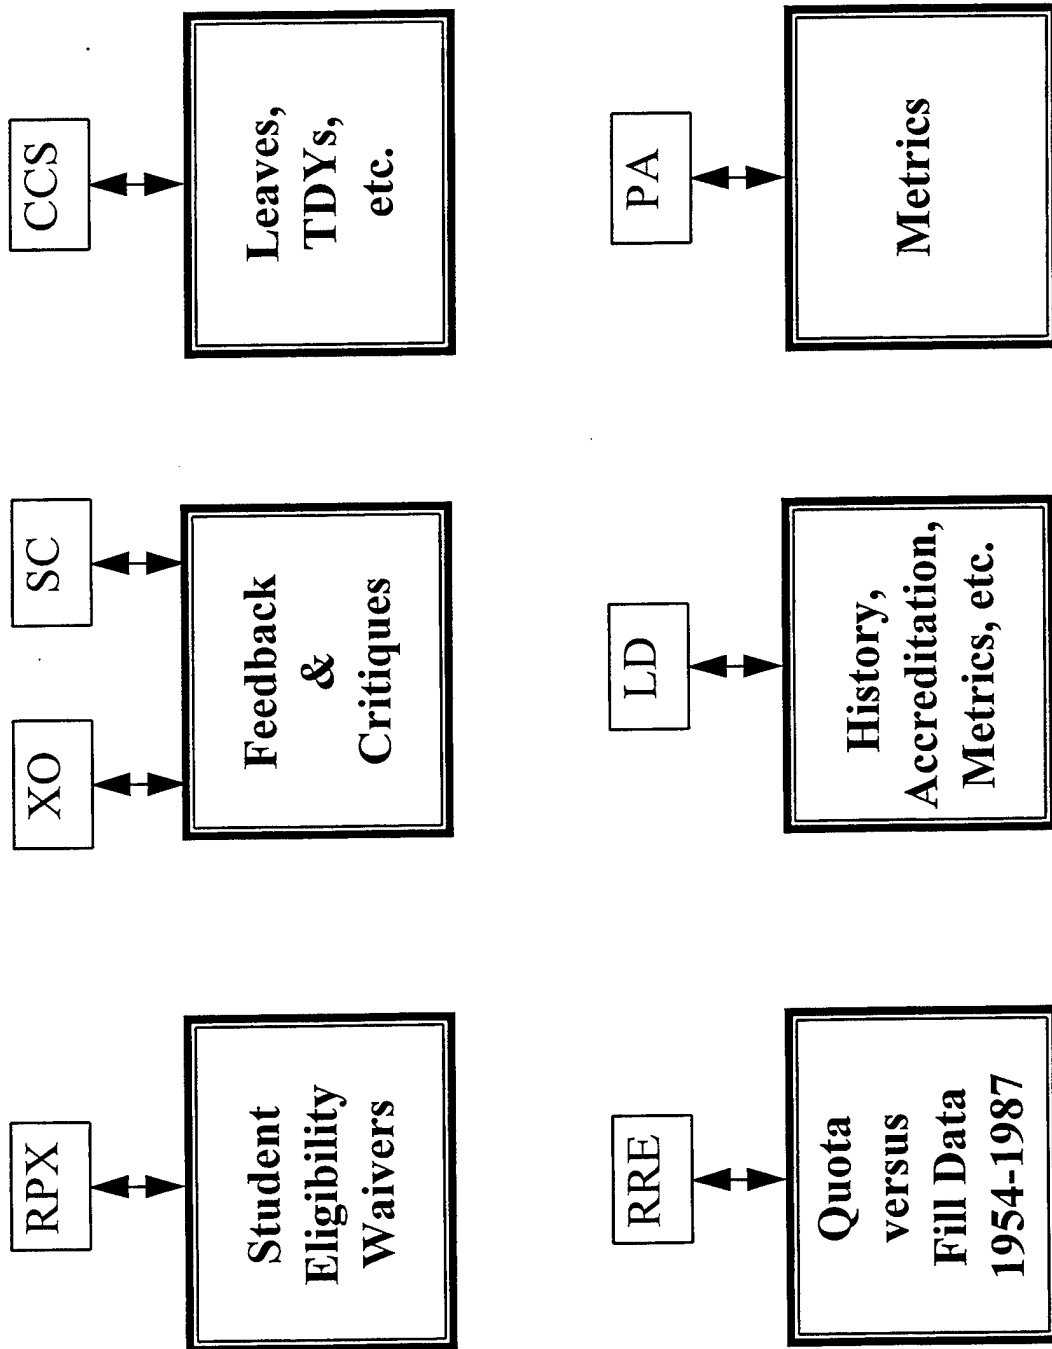 RPX
XO
SC
CCS
Student
Eligibility
Waivers
Feedback
&
Critiques
Leaves,
TDYs,
etc.
RRE
LD
PA
Quota
versus
Fill Data
1954-1987
History,
Accreditation,
Metrics, etc.
Metrics